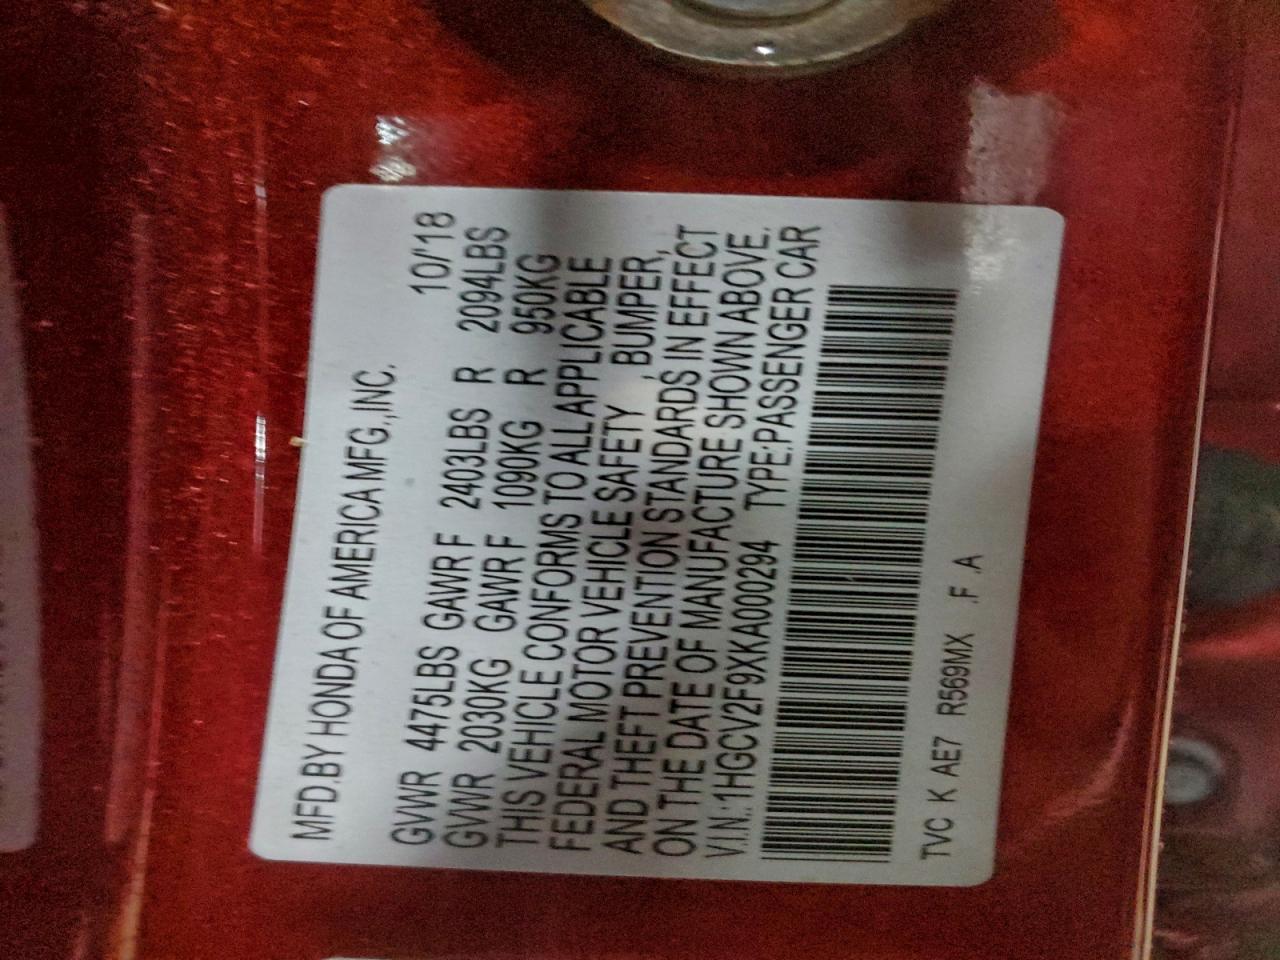 MFD.BY HONDA OF AMERICA MFG.,INC.
10/'18
GVWR 4475LBS GAWR F 2403LBS R 2094LBS
GVWR 2030KG GAWR F 1090KG R 950KG
THIS VEHICLE CONFORMS TO ALL APPLICABLE
FEDERAL MOTOR VEHICLE SAFETY , BUMPER,
AND THEFT PREVENTION STANDARDS IN EFFECT
ON THE DATE OF MANUFACTURE SHOWN ABOVE.
V.I.N.:1HGCV2F9XKA000294 TYPE:PASSENGER CAR
TVC K AE7 R569MX .F .A